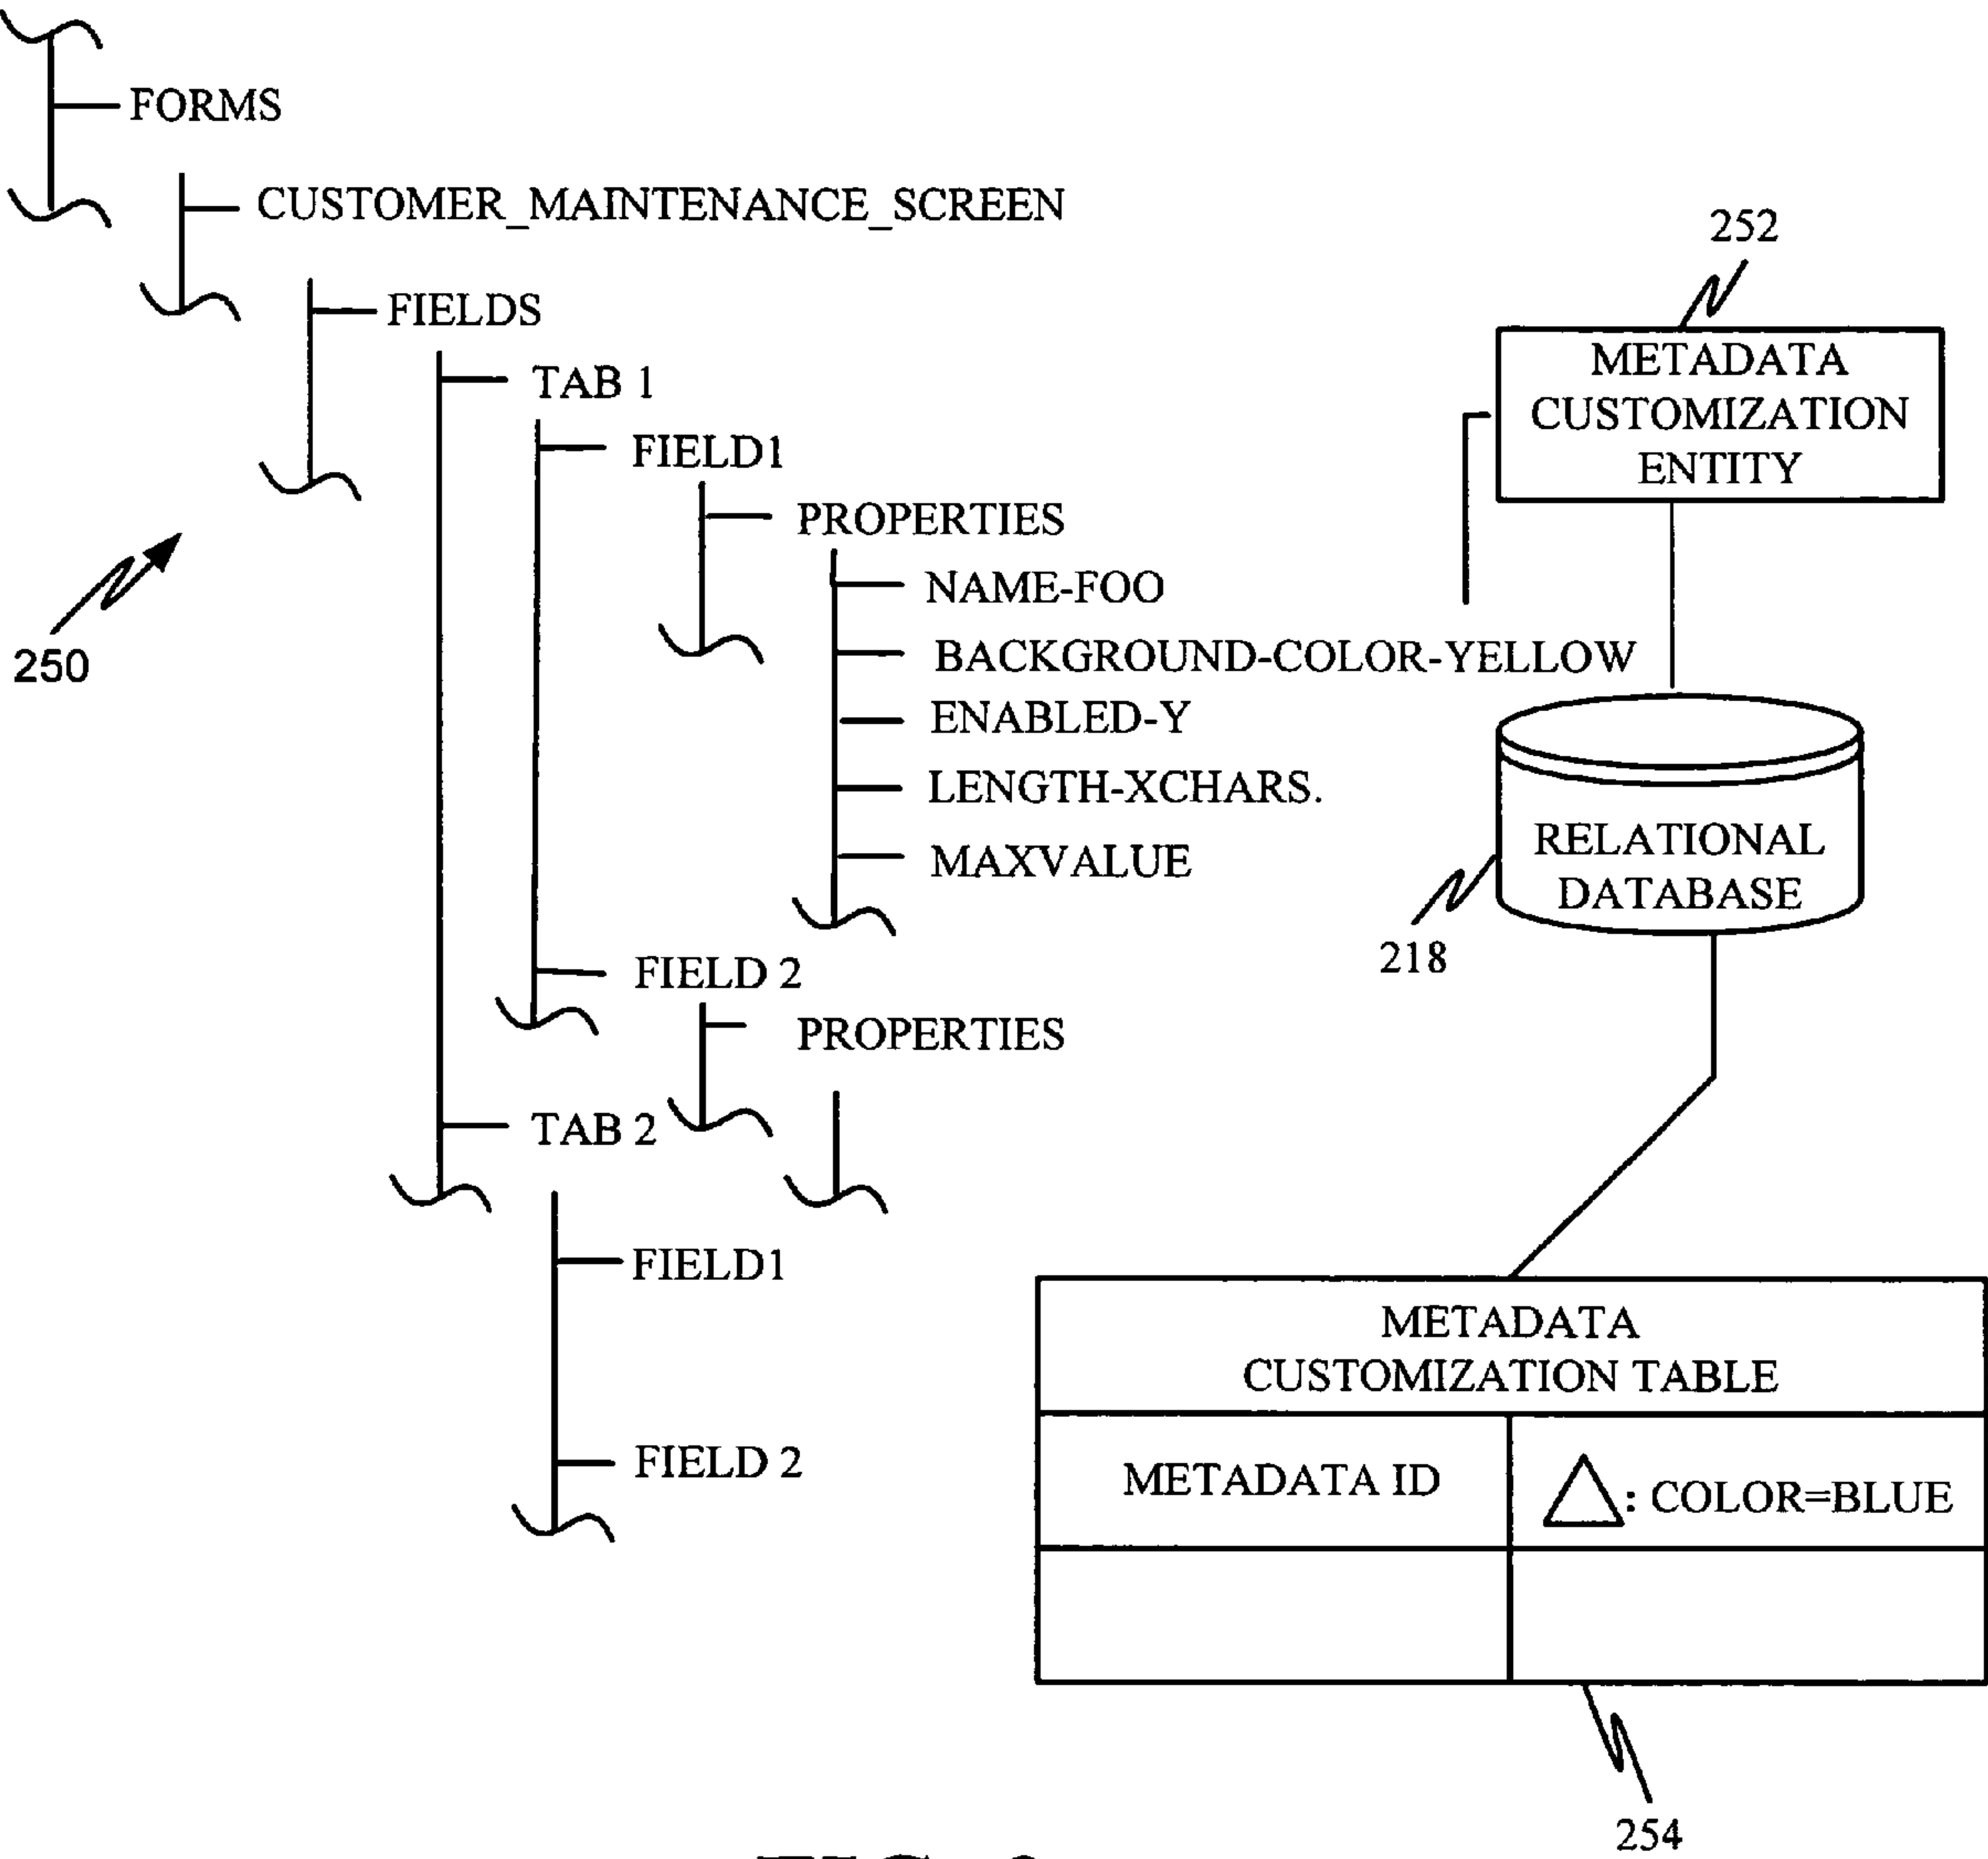 FORMS
CUSTOMER_MAINTENANCE_SCREEN
FIELDS
TAB 1
FIELD1
PROPERTIES
NAME-FOO
BACKGROUND-COLOR-YELLOW
ENABLED-Y
LENGTH-XCHARS.
MAXVALUE
FIELD 2
PROPERTIES
TAB 2
FIELD1
FIELD 2
250
252
METADATA
CUSTOMIZATION
ENTITY
RELATIONAL
DATABASE
218
METADATA
CUSTOMIZATION TABLE
METADATA ID
: COLOR=BLUE
254